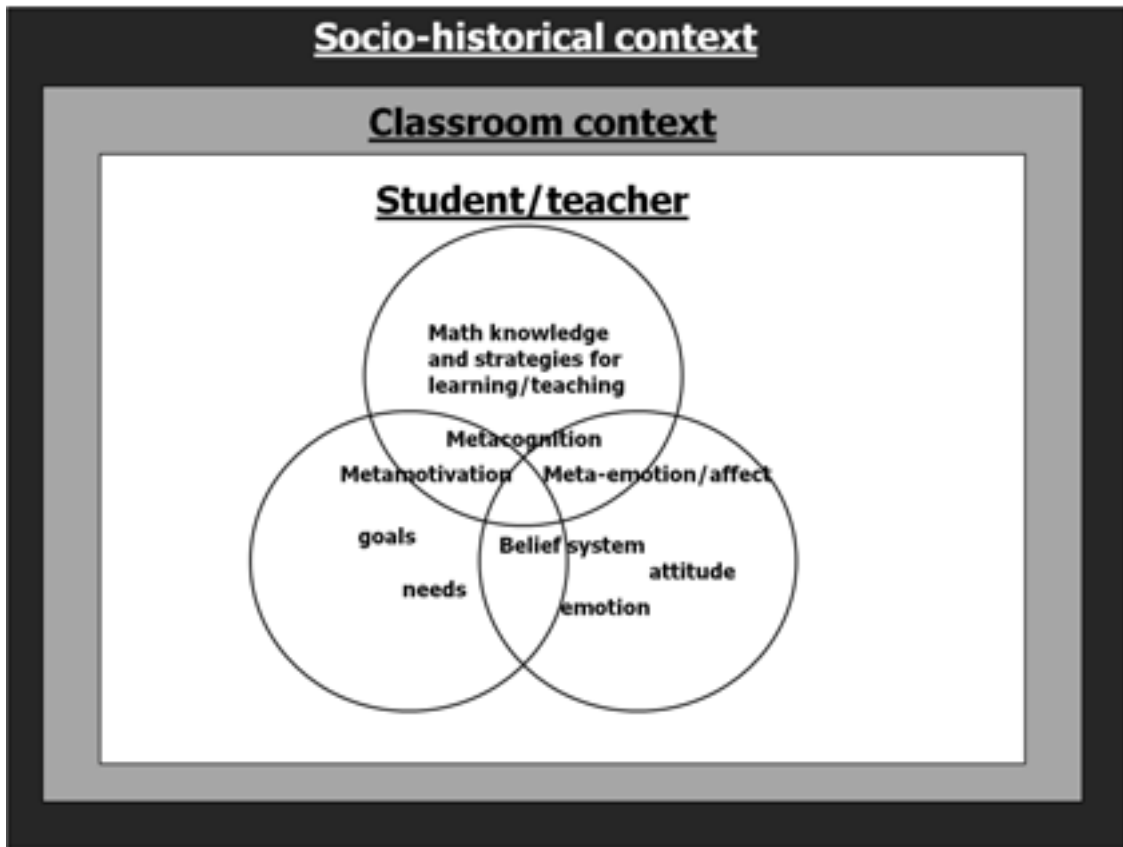 Socio-historical context
Classroom context
Student/teacher
Math knowledge
and strategies for
learning/teaching
Metacognition
Metamotivation
Meta-emotion/affect
goals
Belief system
attitude
needs
emotion